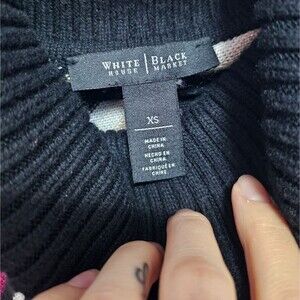 WHITE | BLACK
HOUSE | MARKET
XS
MADE IN
CHINA
HECHO EN
CHINA
FABRIQUÉ EN
CHINE